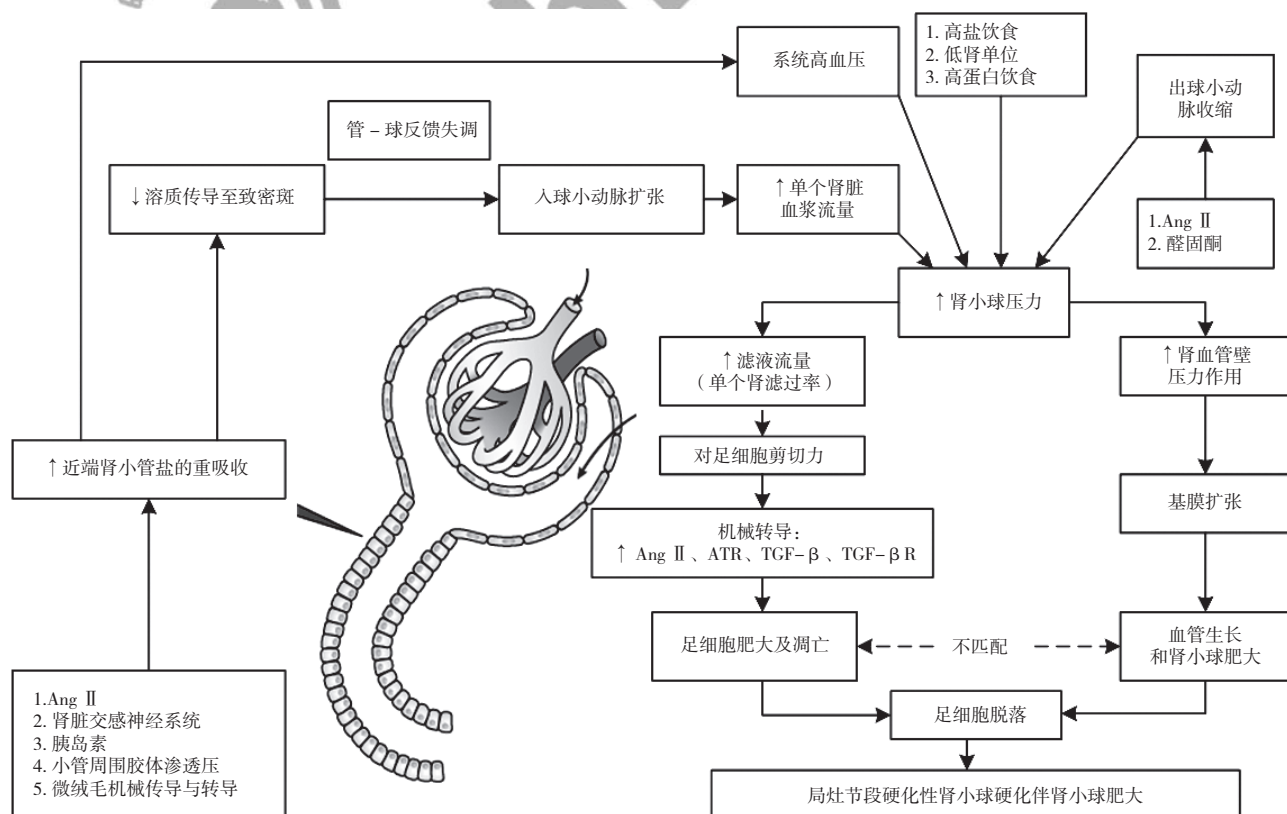 系统高血压
1. 高盐饮食
2. 低肾单位
3. 高蛋白饮食
出球小动
脉收缩
管－球反馈失调
↓溶质传导至致密斑
入球小动脉扩张
↑单个肾脏
血浆流量
1.Ang Ⅱ
2. 醛固酮
↑肾小球压力
↑滤液流量
（单个肾滤过率）
↑肾血管壁
压力作用
↑近端肾小管盐的重吸收
对足细胞剪切力
基膜扩张
机械转导：
↑ Ang Ⅱ、ATR、TGF-β、TGF-βR
足细胞肥大及凋亡
不匹配
血管生长
和肾小球肥大
1.Ang Ⅱ
2. 肾脏交感神经系统
3. 胰岛素
4. 小管周围胶体渗透压
5. 微绒毛机械传导与转导
足细胞脱落
局灶节段硬化性肾小球硬化伴肾小球肥大